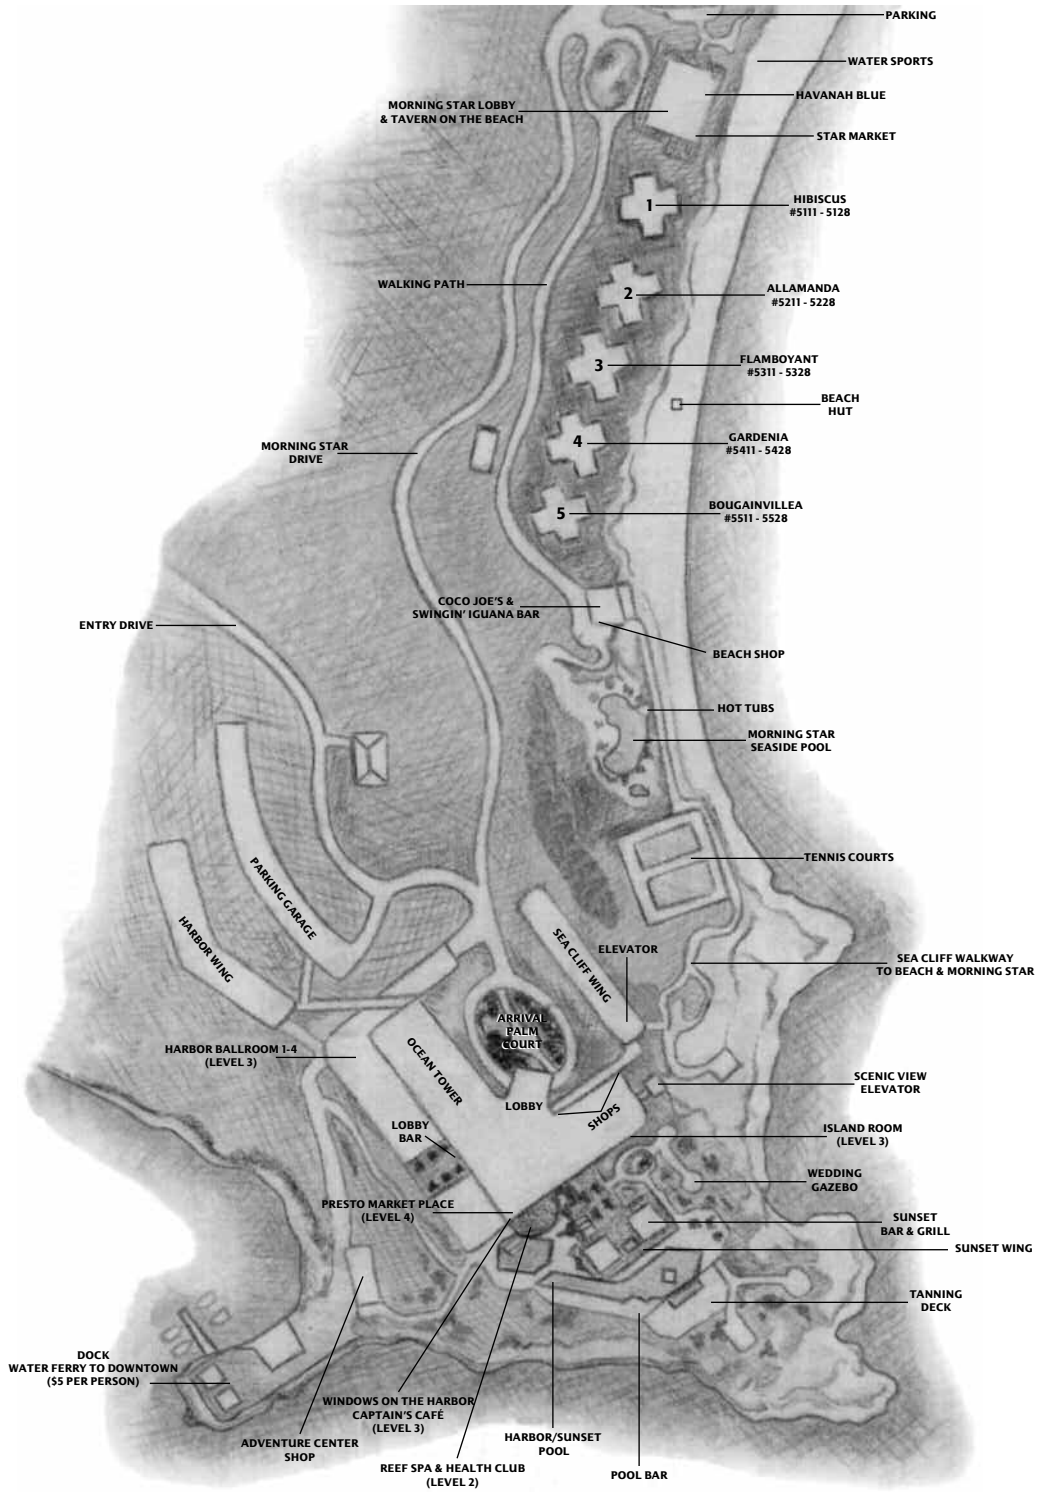 PARKING
WATER SPORTS
HAVANAH BLUE
MORNING STAR LOBBY
& TAVERN ON THE BEACH
STAR MARKET
1
HIBISCUS
#5111 - 5128
WALKING PATH
2
ALLAMANDA
#5211 - 5228
3
FLAMBOYANT
#5311 - 5328
BEACH
HUT
4
GARDENIA
#5411 - 5428
MORNING STAR
DRIVE
5
BOUGAINVILLEA
#5511 - 5528
COCO JOE'S &
SWINGIN' IGUANA BAR
ENTRY DRIVE
BEACH SHOP
HOT TUBS
MORNING STAR
SEASIDE POOL
TENNIS COURTS
PARKING GARAGE
HARBOR WING
SEA CLIFF WING
ELEVATOR
SEA CLIFF WALKWAY
TO BEACH & MORNING STAR
ARRIVAL
PALM
COURT
HARBOR BALLROOM 1-4
(LEVEL 3)
OCEAN TOWER
SCENIC VIEW
ELEVATOR
LOBBY
SHOPS
LOBBY
BAR
ISLAND ROOM
(LEVEL 3)
WEDDING
GAZEBO
PRESTO MARKET PLACE
(LEVEL 4)
SUNSET
BAR & GRILL
SUNSET WING
TANNING
DECK
DOCK
WATER FERRY TO DOWNTOWN
($5 PER PERSON)
WINDOWS ON THE HARBOR
CAPTAIN'S CAFÉ
(LEVEL 3)
ADVENTURE CENTER
SHOP
HARBOR/SUNSET
POOL
REEF SPA & HEALTH CLUB
(LEVEL 2)
POOL BAR